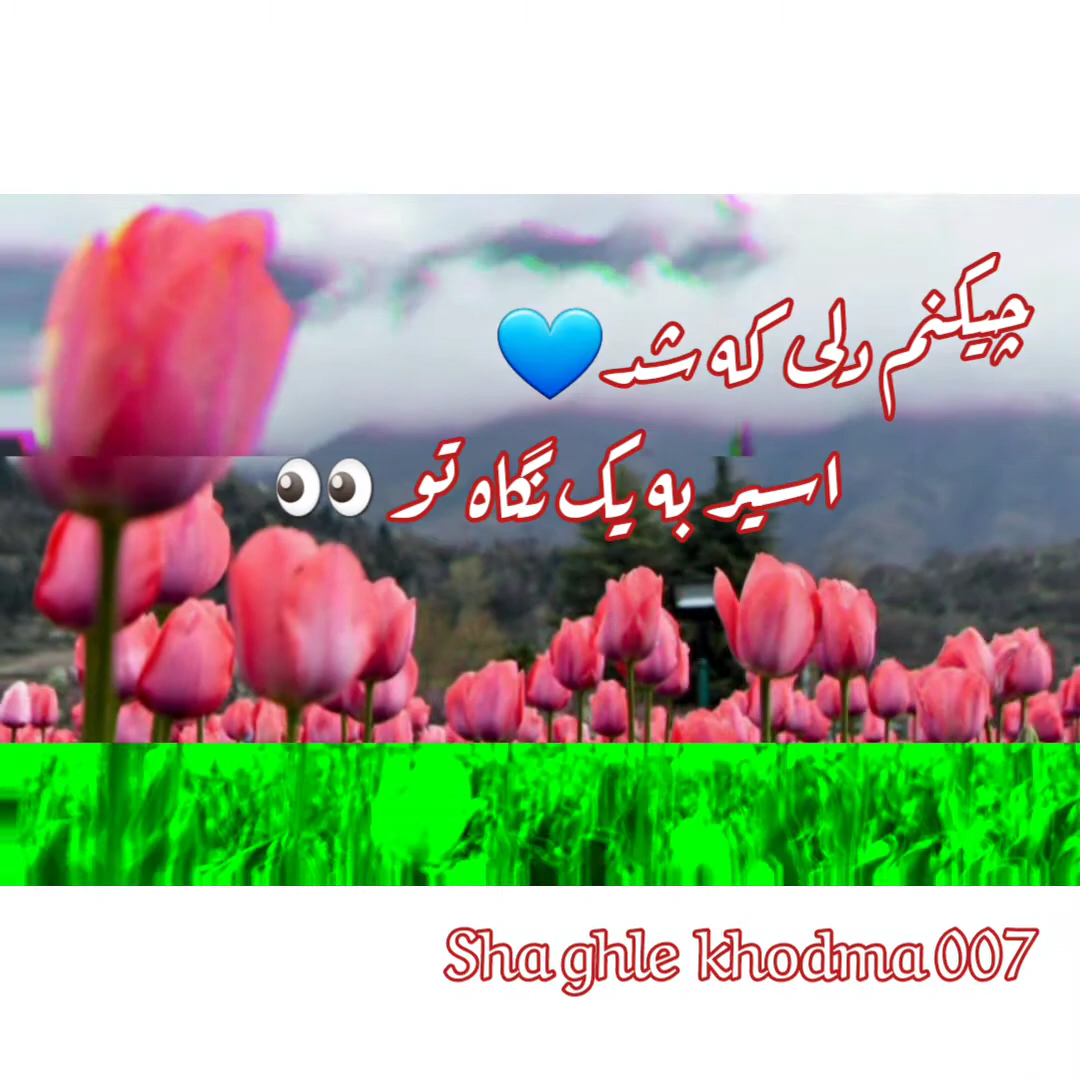 چیکنم دلی که شد💙
اسیر به یک نگاه تو 👀
Sha ghle khodma 007